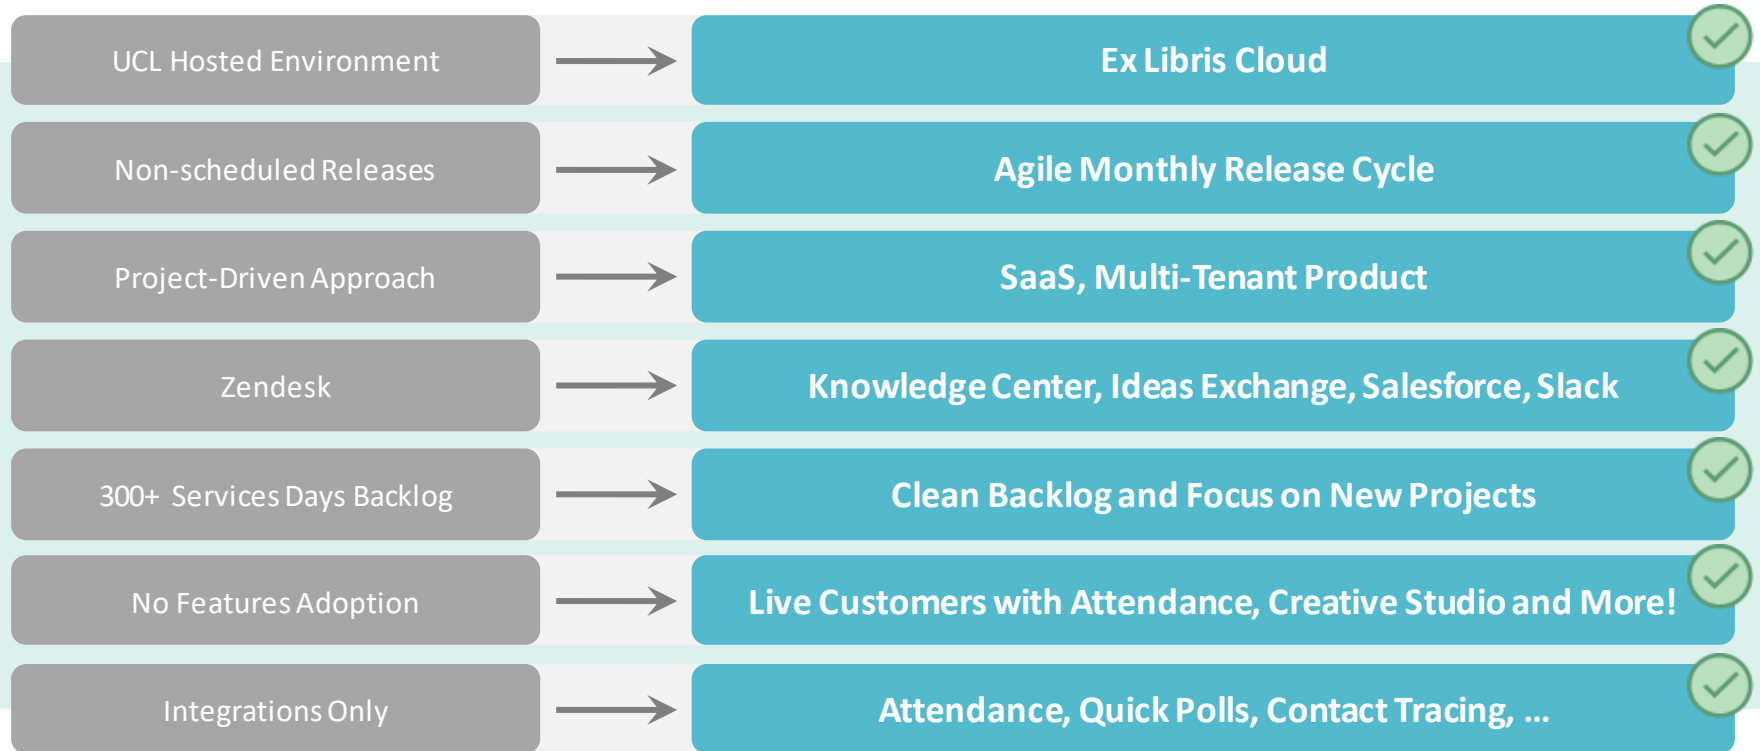 UCL Hosted Environment
Ex Libris Cloud
Non-scheduled Releases
Agile Monthly Release Cycle
Project-Driven Approach
SaaS, Multi-Tenant Product
Zendesk
Knowledge Center, Ideas Exchange, Salesforce, Slack
300+ Services Days Backlog
Clean Backlog and Focus on New Projects
No Features Adoption
Live Customers with Attendance, Creative Studio and More!
Integrations Only
Attendance, Quick Polls, Contact Tracing, ...